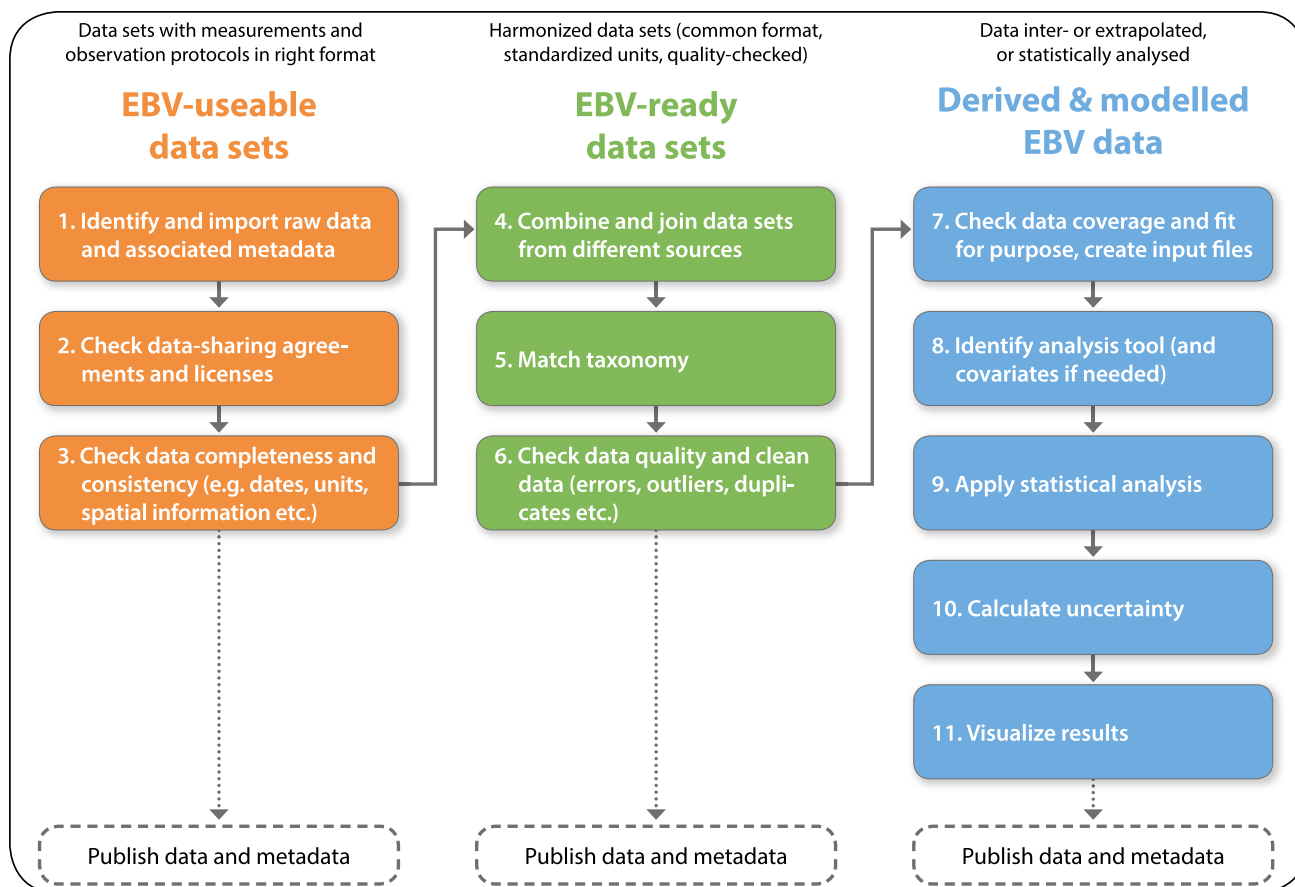 Data sets with measurements and
observation protocols in right format
EBV-useable
data sets
1. Identify and import raw data
and associated metadata
2. Check data-sharing agree-
ments and licenses
3. Check data completeness and
consistency (e.g. dates, units,
spatial information etc.)
Publish data and metadata
Harmonized data sets (common format,
standardized units, quality-checked)
EBV-ready
data sets
4. Combine and join data sets
from different sources
5. Match taxonomy
6. Check data quality and clean
data (errors, outliers, dupli-
cates etc.)
Publish data and metadata
Data inter- or extrapolated,
or statistically analysed
Derived & modelled
EBV data
7. Check data coverage and fit
for purpose, create input files
8. Identify analysis tool (and
covariates if needed)
9. Apply statistical analysis
10. Calculate uncertainty
11. Visualize results
Publish data and metadata